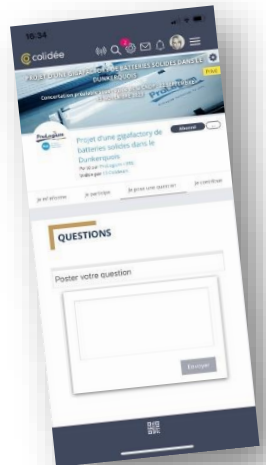 16:34
colidée
PROJET D'UNE GIGAFACTORY DE BATTERIES SOLIDES DANS LE
DUNKERQUOIS
Privé
ProLogium
Projet d'une gigafactory de
batteries solides dans le
Dunkerquois
Je m'informe
Je participe
Je pose une question
Je contribue
QUESTIONS
Poster votre question
Envoyer